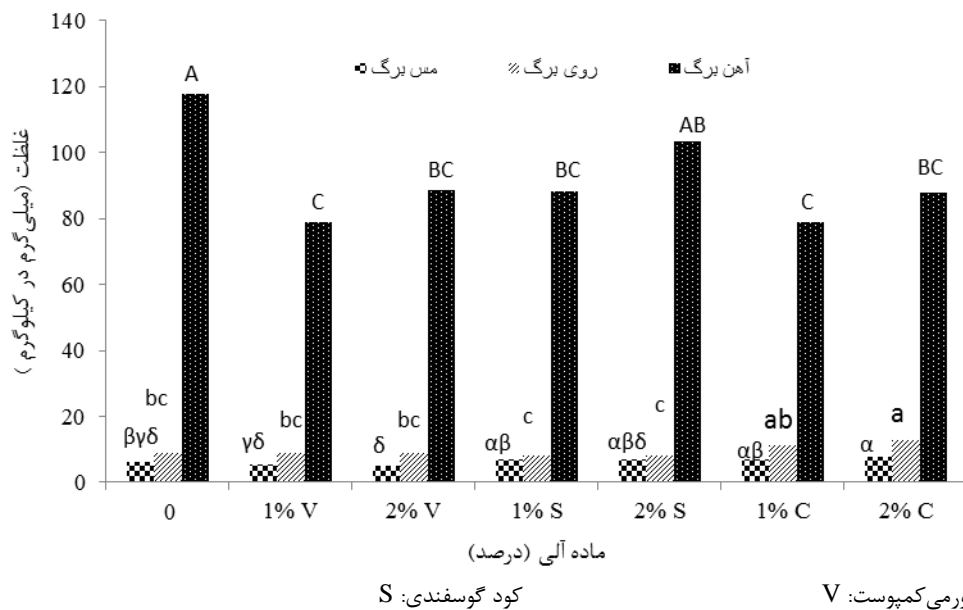 140
120
100
80
60
40
20
0
غلظت (میلی‌گرم در کیلوگرم )
مس برگ
روی برگ
آهن برگ
βγδ bc A
γδ bc C
δ bc BC
αβ c BC
αβδ c AB
αβ ab C
α a BC
0 1% V 2% V 1% S 2% S 1% C 2% C
ماده آلی (درصد)
کود گوسفندی: S